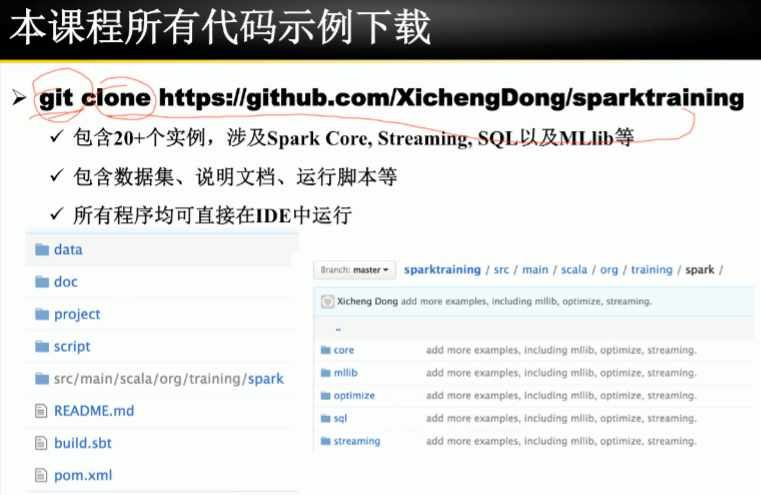 本课程所有代码示例下载
➢ git clone https://github.com/XichengDong/sparktraining
✓ 包含20+个实例，涉及Spark Core, Streaming, SQL以及MLlib等
✓ 包含数据集、说明文档、运行脚本等
✓ 所有程序均可直接在IDE中运行
data
doc
project
script
src/main/scala/org/training/spark
README.md
build.sbt
pom.xml
Branch: master sparktraining / src / main / scala / org / training / spark /
Xicheng Dong add more examples, including mllib, optimize, streaming.
..
core add more examples, including mllib, optimize, streaming.
mllib add more examples, including mllib, optimize, streaming.
optimize add more examples, including mllib, optimize, streaming.
sql add more examples, including mllib, optimize, streaming.
streaming add more examples, including mllib, optimize, streaming.